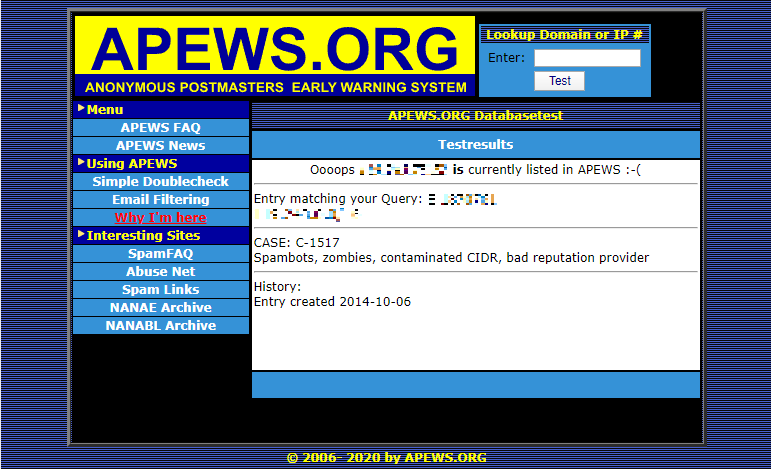 APEWS.ORG
ANONYMOUS POSTMASTERS EARLY WARNING SYSTEM
Lookup Domain or IP #
Enter:
Test
Menu
APEWS FAQ
APEWS News
Using APEWS
Simple Doublecheck
Email Filtering
Why I'm here
Interesting Sites
SpamFAQ
Abuse Net
Spam Links
NANAE Archive
NANABL Archive
APEWS.ORG Databasetest
Testresults
Oooops is currently listed in APEWS :-(
Entry matching your Query:
CASE: C-1517
Spambots, zombies, contaminated CIDR, bad reputation provider
History:
Entry created 2014-10-06
© 2006- 2020 by APEWS.ORG